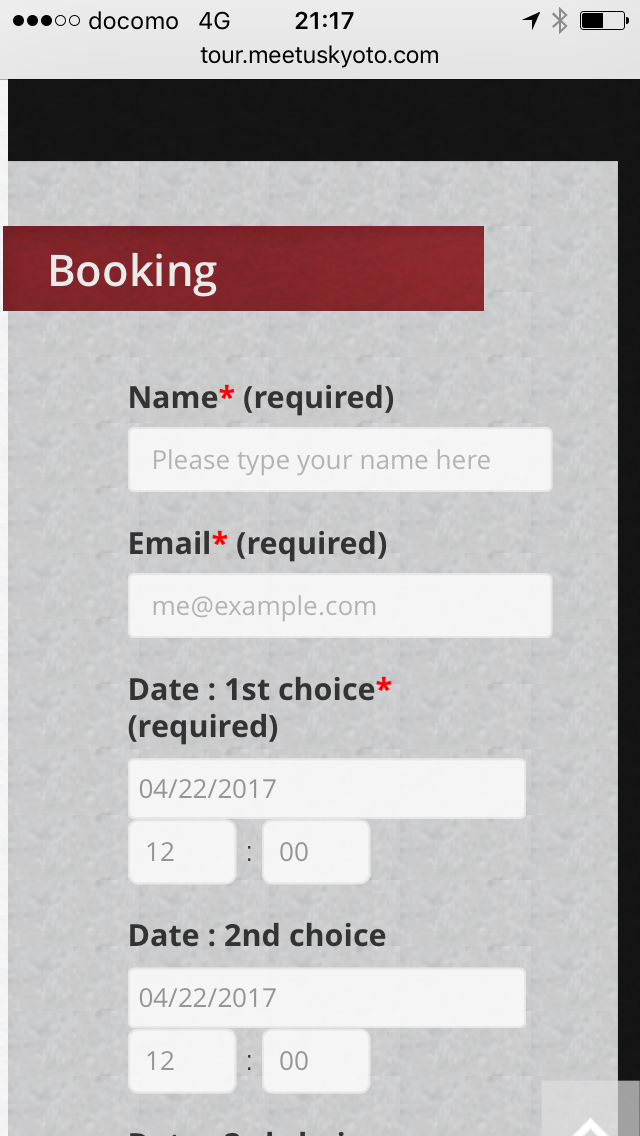 docomo 4G 21:17
tour.meetuskyoto.com
Booking
Name* (required)
Please type your name here
Email* (required)
me@example.com
Date : 1st choice*
(required)
04/22/2017
12 : 00
Date : 2nd choice
04/22/2017
12 : 00